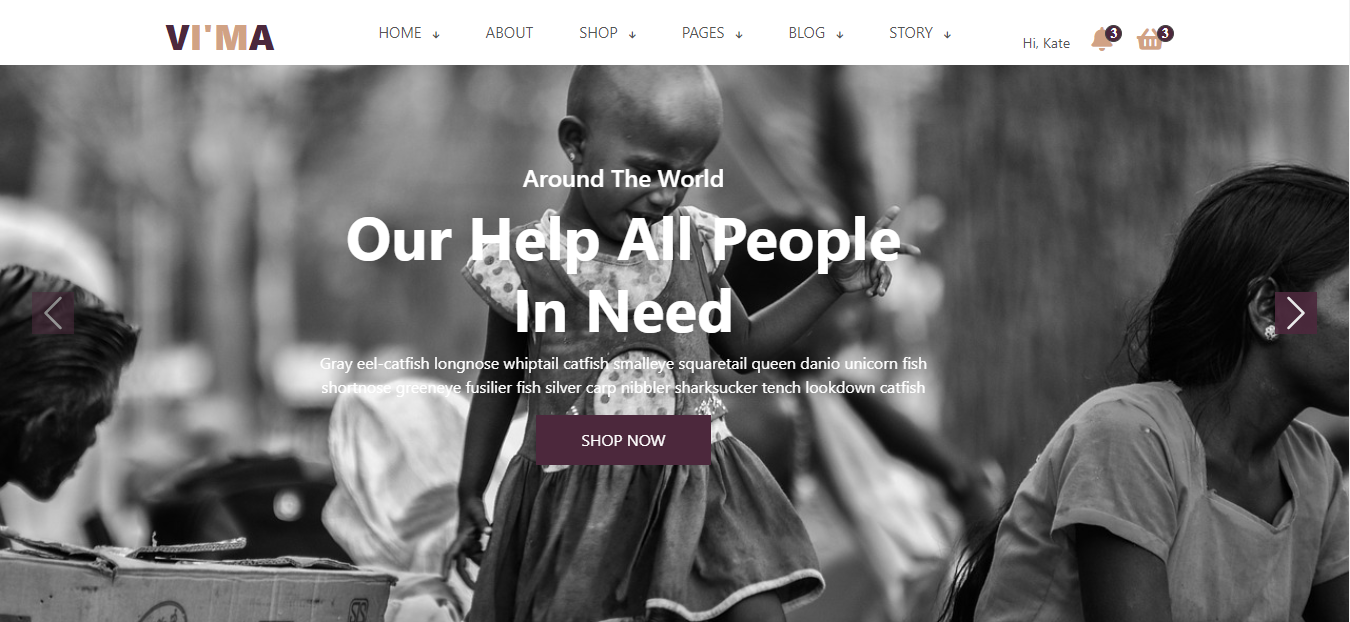 VI'MA
HOME ↓ ABOUT SHOP ↓ PAGES ↓ BLOG ↓ STORY ↓
Hi, Kate 3 3
Around The World
Our Help All People
In Need
Gray eel-catfish longnose whiptail catfish smalleye squaretail queen danio unicorn fish
shortnose greeneye fusilier fish silver carp nibbler sharksucker tench lookdown catfish
SHOP NOW